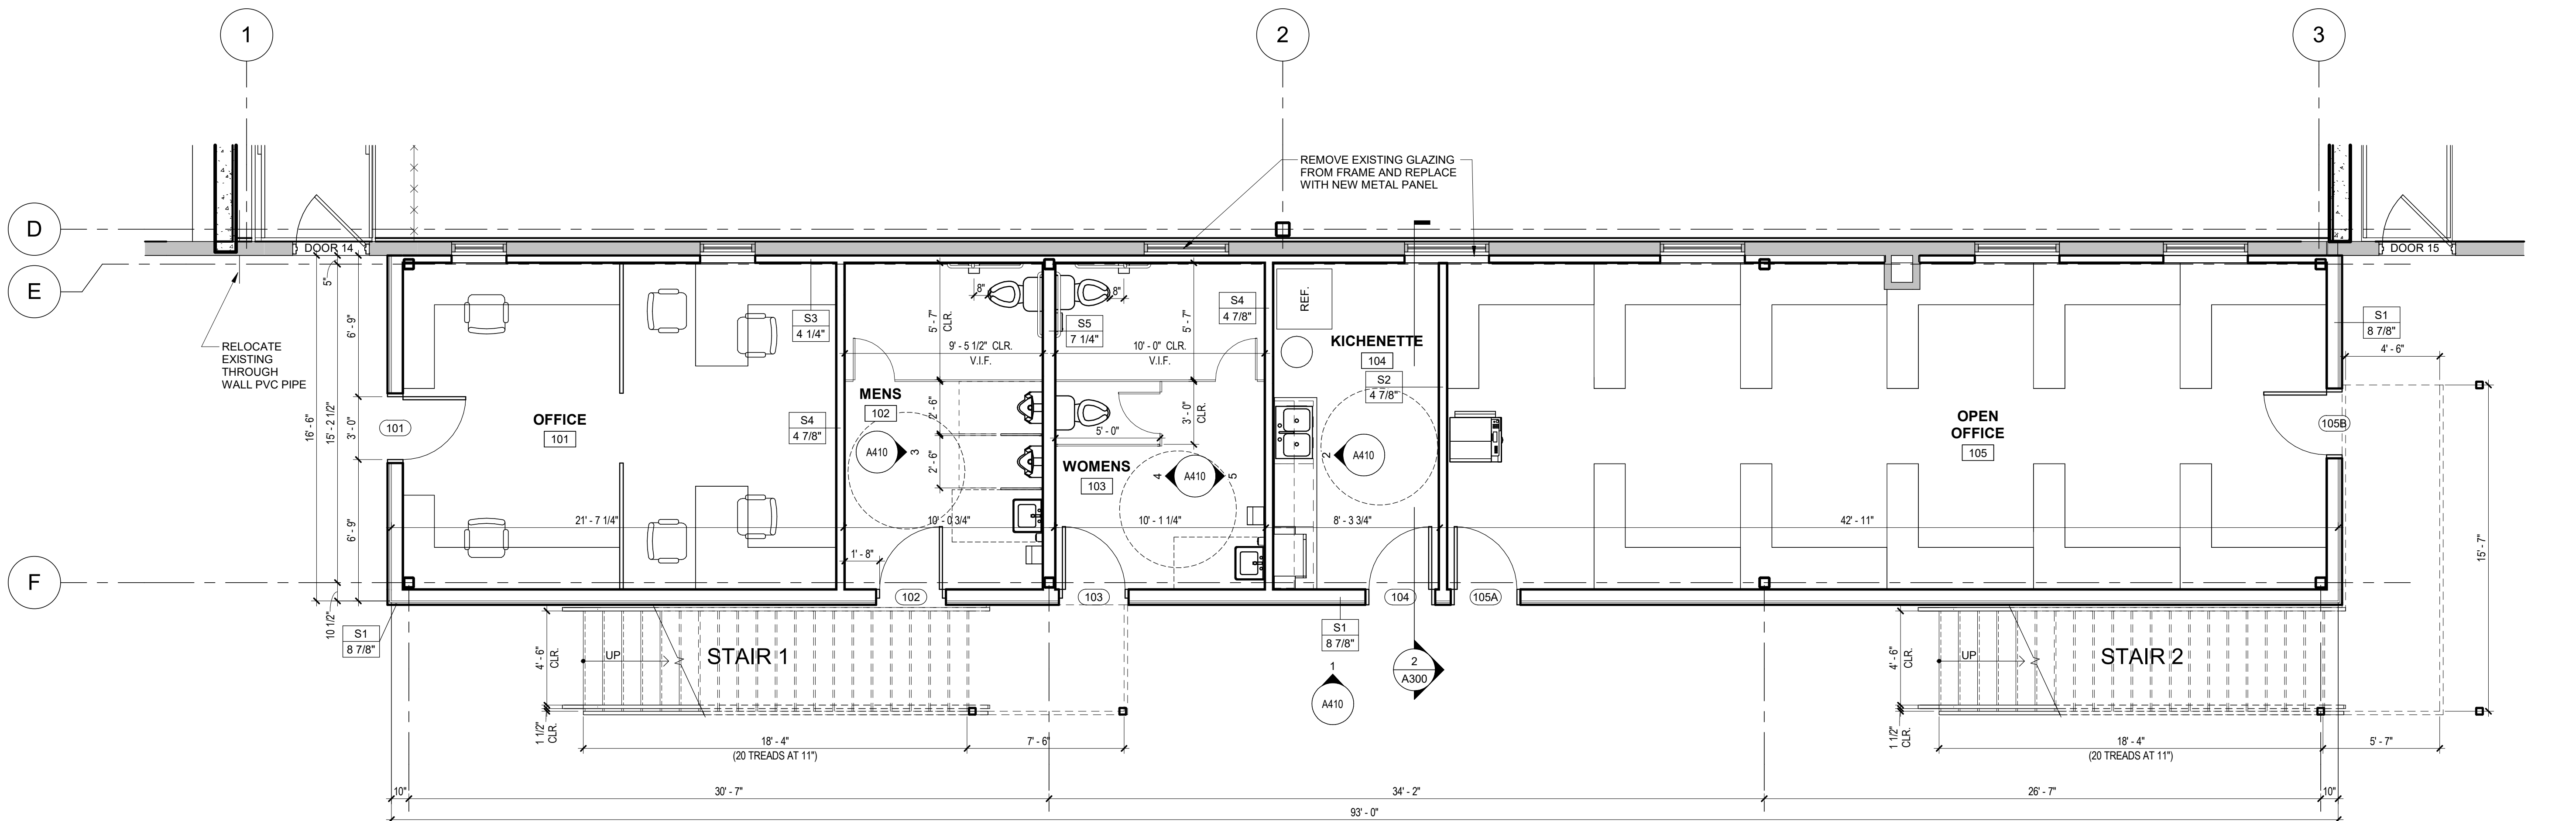 1
2
3
REMOVE EXISTING GLAZING
FROM FRAME AND REPLACE
WITH NEW METAL PANEL
D
E
F
DOOR 14
DOOR 15
RELOCATE
EXISTING
THROUGH
WALL PVC PIPE
5"
16' - 6"
15' - 2 1/2"
6' - 9"
3' - 0"
6' - 9"
10 1/2"
101
OFFICE
101
21' - 7 1/4"
S3
4 1/4"
S4
4 7/8"
MENS
102
A410
3
8"
5' - 7"
CLR.
9' - 5 1/2" CLR.
V.I.F.
2' - 6"
2' - 6"
10' - 0 3/4"
1' - 8"
S5
7 1/4"
8"
5' - 7"
10' - 0" CLR.
V.I.F.
3' - 0"
CLR.
5' - 0"
WOMENS
103
4
A410
5
10' - 1 1/4"
S4
4 7/8"
REF.
KICHENETTE
104
S2
4 7/8"
2
A410
8' - 3 3/4"
OPEN
OFFICE
105
42' - 11"
S1
8 7/8"
4' - 6"
105B
15' - 7"
102
103
104
105A
S1
8 7/8"
4' - 6"
CLR.
UP
STAIR 1
1 1/2"
CLR.
18' - 4"
(20 TREADS AT 11")
7' - 6"
S1
8 7/8"
1
A410
2
A300
4' - 6"
CLR.
UP
STAIR 2
1 1/2"
CLR.
18' - 4"
(20 TREADS AT 11")
5' - 7"
10"
30' - 7"
34' - 2"
26' - 7"
10"
93' - 0"